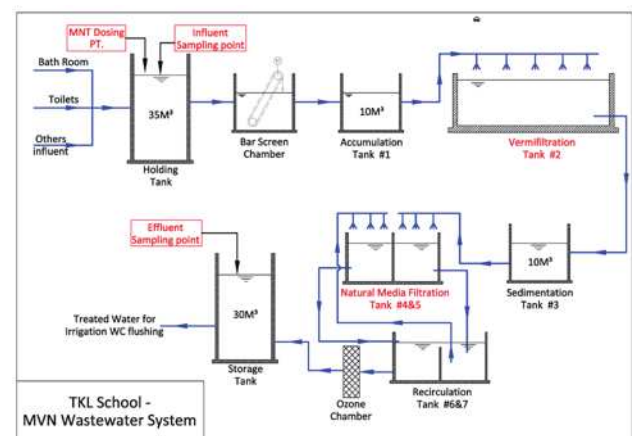 MNT Dosing
PT.
Influent
Sampling point
Bath Room
Toilets
Others
influent
35M³
Holding
Tank
Bar Screen
Chamber
10M³
Accumulation
Tank #1
Vermifiltration
Tank #2
Effluent
Sampling point
30M³
Treated Water for
Irrigation WC flushing
Storage
Tank
Natural Media Filtration
Tank #4&5
10M³
Sedimentation
Tank #3
Ozone
Chamber
Recirculation
Tank #6&7
TKL School -
MVN Wastewater System